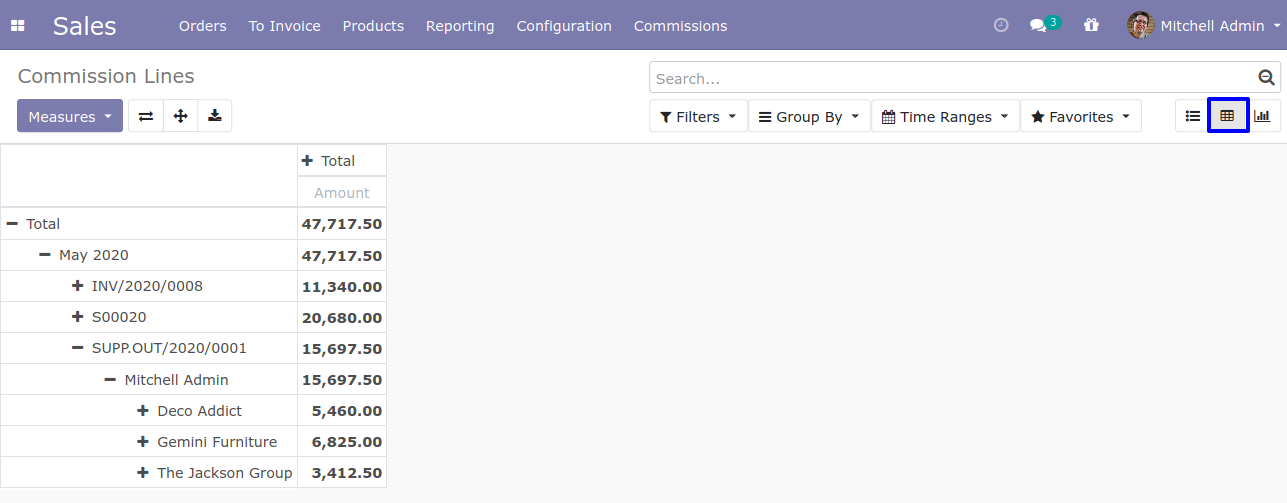 Sales Orders To Invoice Products Reporting Configuration Commissions 3 Mitchell Admin
Commission Lines Search...
Measures Filters Group By Time Ranges Favorites
Total
Amount
Total 47,717.50
May 2020 47,717.50
INV/2020/0008 11,340.00
S00020 20,680.00
SUPP.OUT/2020/0001 15,697.50
Mitchell Admin 15,697.50
Deco Addict 5,460.00
Gemini Furniture 6,825.00
The Jackson Group 3,412.50